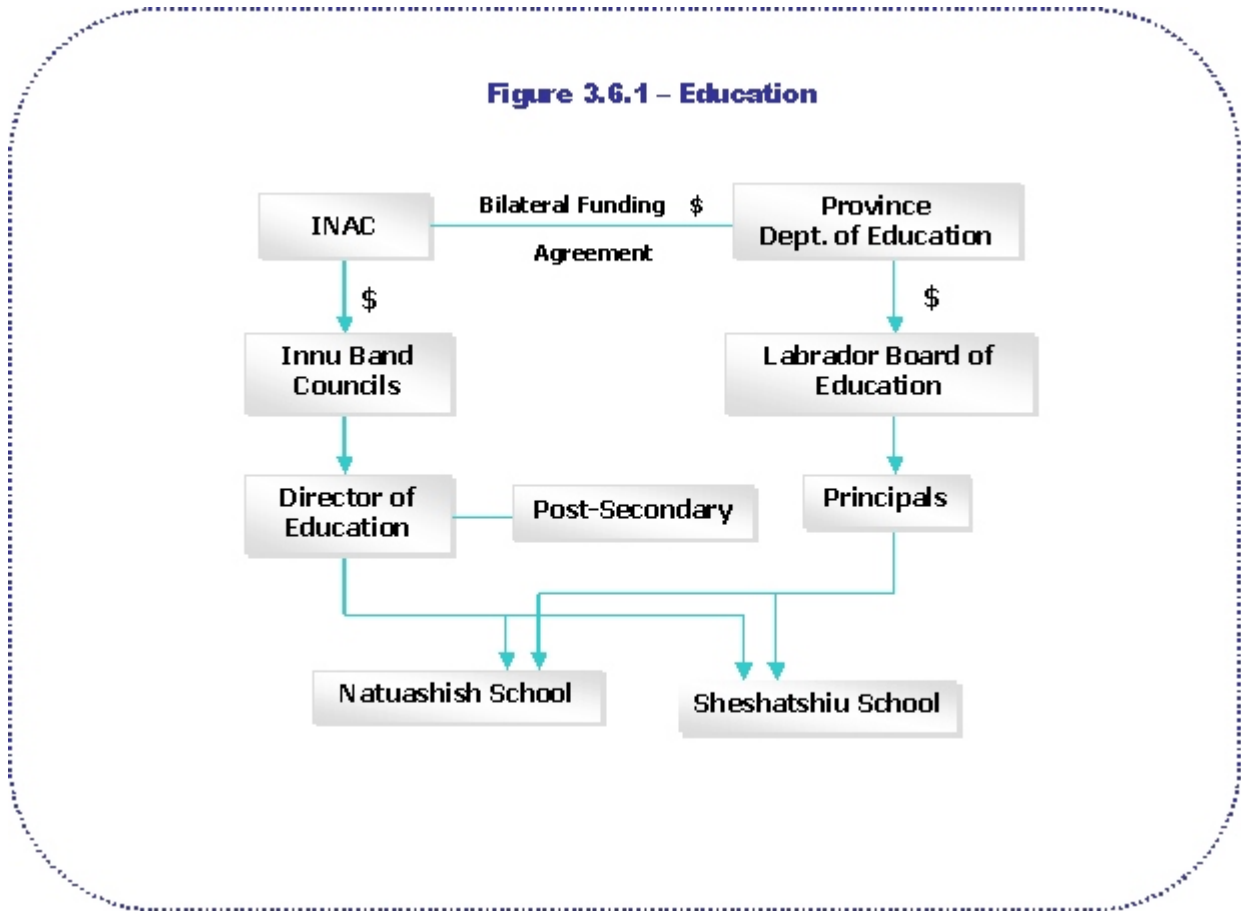 Figure 3.6.1 – Education
INAC
Bilateral Funding $
Agreement
Province
Dept. of Education
$
$
Innu Band
Councils
Labrador Board of
Education
Director of
Education
Post-Secondary
Principals
Natuashish School
Sheshatshiu School